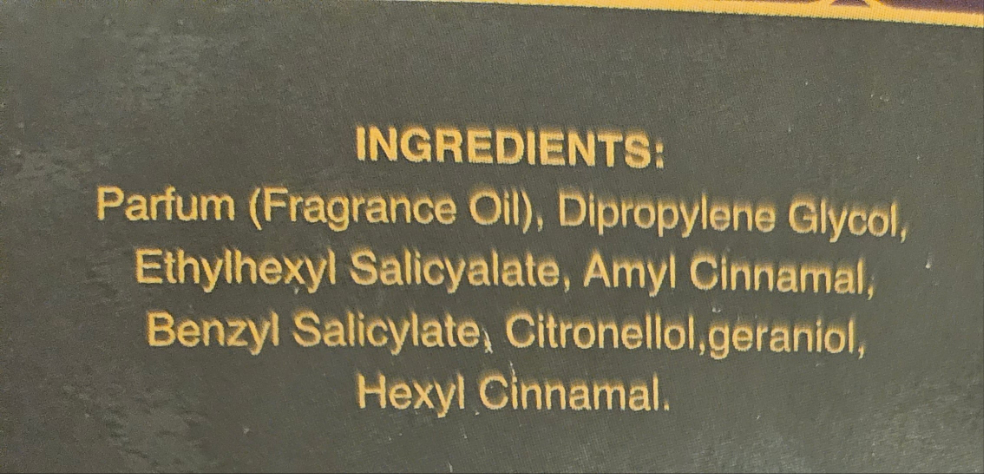 INGREDIENTS:
Parfum (Fragrance Oil), Dipropylene Glycol,
Ethylhexyl Salicyalate, Amyl Cinnamal,
Benzyl Salicylate, Citronellol,geraniol,
Hexyl Cinnamal.